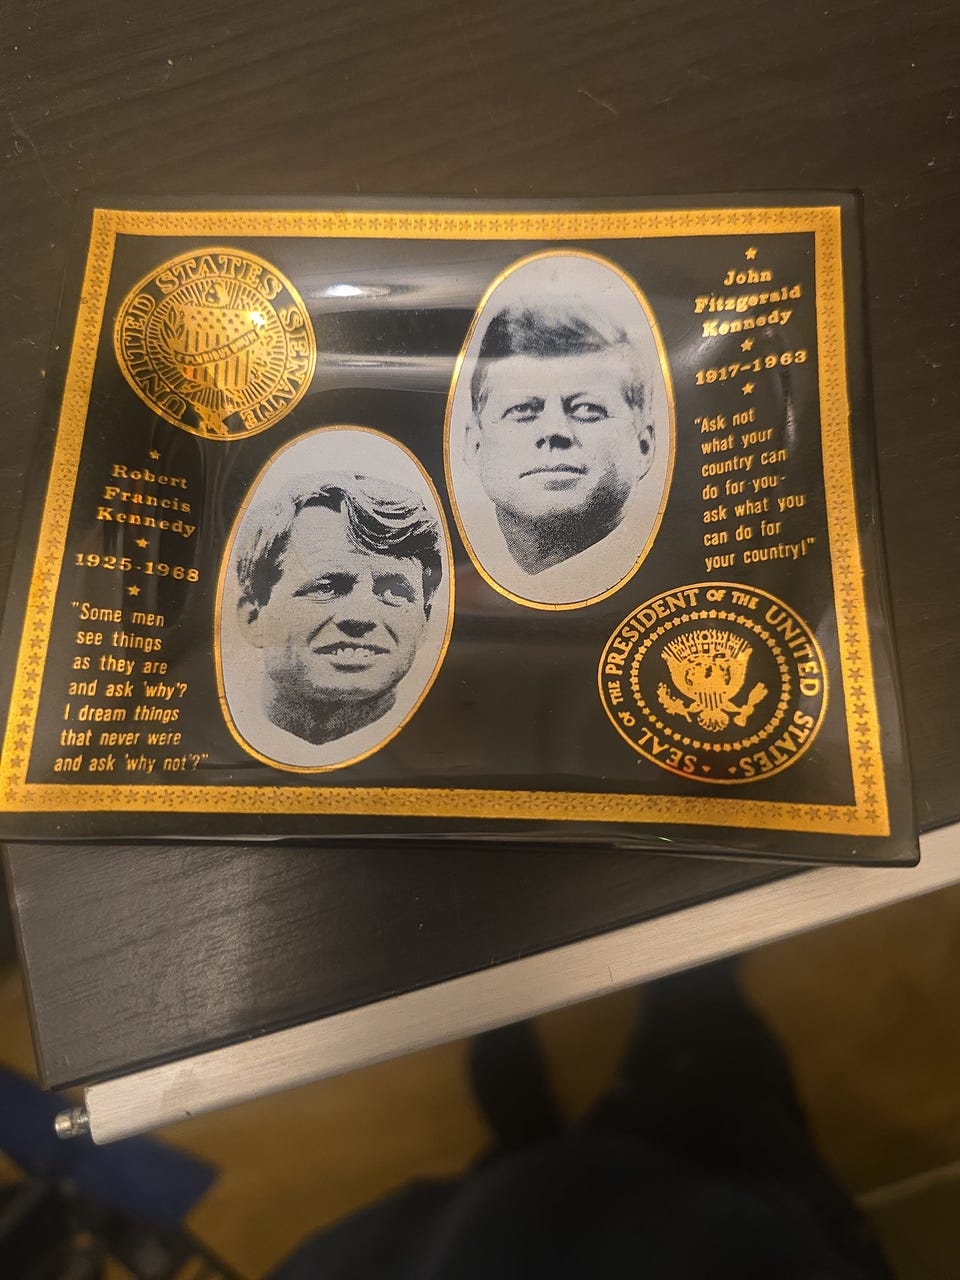 UNITED STATES SENATE
E PLURIBUS UNUM
Robert
Francis
Kennedy
1925-1968
"Some men
see things
as they are
and ask 'why'?
I dream things
that never were
and ask 'why not'?"
John
Fitzgerald
Kennedy
1917-1963
"Ask not
what your
country can
do for you-
ask what you
can do for
your country!"
SEAL OF THE PRESIDENT OF THE UNITED STATES